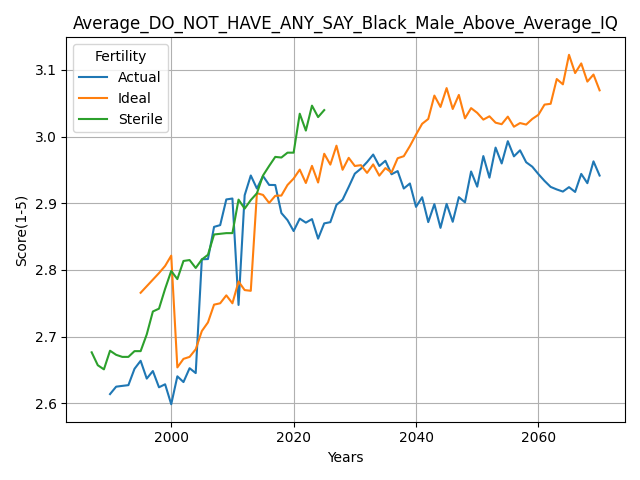 Average_DO_NOT_HAVE_ANY_SAY_Black_Male_Above_Average_IQ
Fertility
Actual
Ideal
Sterile
Score(1-5)
3.1
3.0
2.9
2.8
2.7
2.6
2000
2020
2040
2060
Years